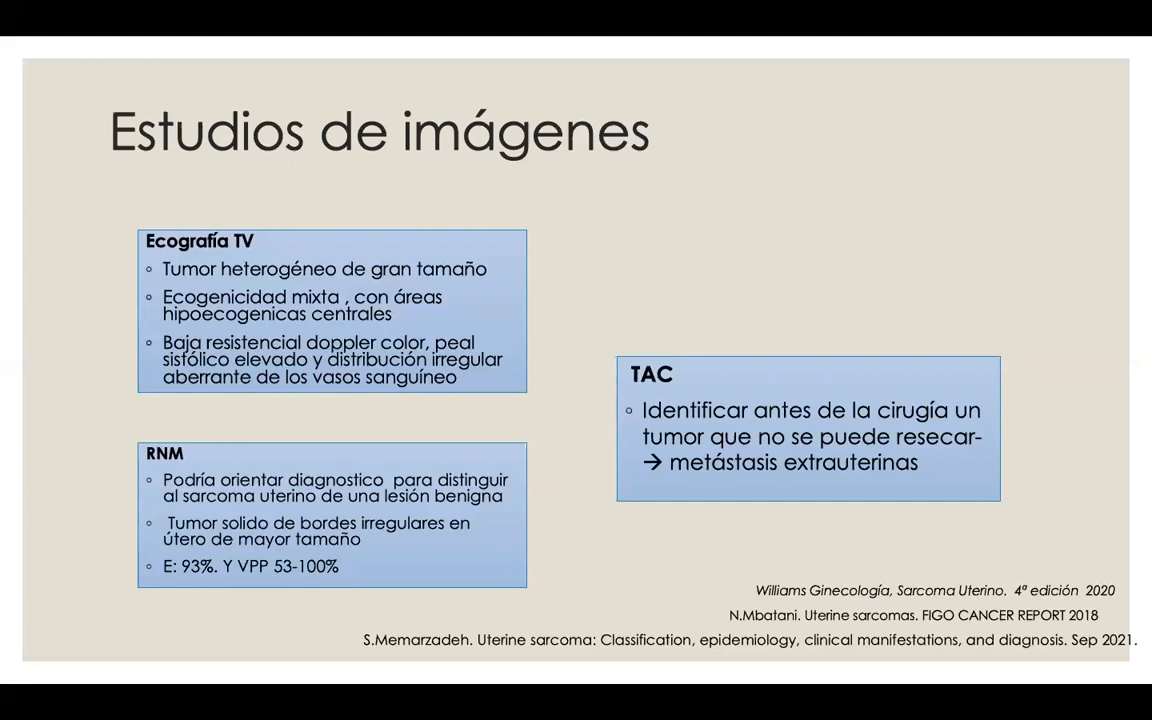 Estudios de imágenes
Ecografía TV
◦ Tumor heterogéneo de gran tamaño
◦ Ecogenicidad mixta , con áreas
hipoecogenicas centrales
◦ Baja resistencial doppler color, peal
sistólico elevado y distribución irregular
aberrante de los vasos sanguíneo
RNM
◦ Podría orientar diagnostico para distinguir
al sarcoma uterino de una lesión benigna
◦ Tumor solido de bordes irregulares en
útero de mayor tamaño
◦ E: 93%. Y VPP 53-100%
TAC
◦ Identificar antes de la cirugía un
tumor que no se puede resecar-
→ metástasis extrauterinas
Williams Ginecología, Sarcoma Uterino. 4ª edición 2020
N.Mbatani. Uterine sarcomas. FIGO CANCER REPORT 2018
S.Memarzadeh. Uterine sarcoma: Classification, epidemiology, clinical manifestations, and diagnosis. Sep 2021.